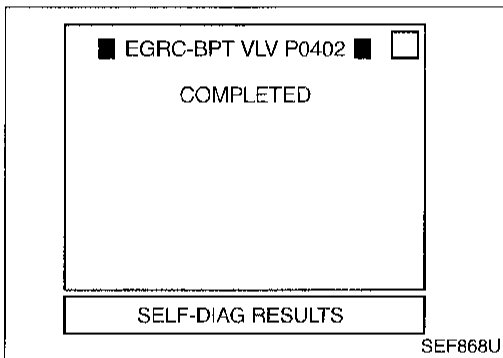 EGRC-BPT VLV P0402
COMPLETED
SELF-DIAG RESULTS
SEF868U